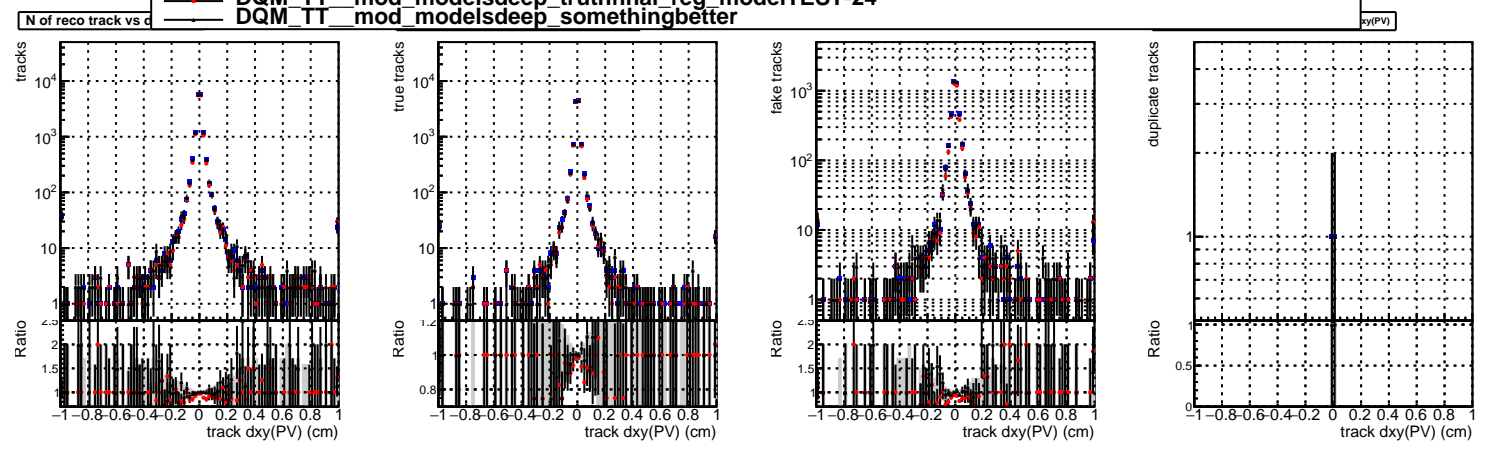 DQM_TT__mod_modelsdeep_truthfinal_reg_modelTEST-24
DQM_TT__mod_modelsdeep_somethingbetter
N of reco track vs d
xy(PV)
tracks
10⁴
10³
10²
10
1
Ratio
2.5
2
1.5
1
−1 −0.8 −0.6 −0.4 −0.2 0 0.2 0.4 0.6 0.8 1
track dxy(PV) (cm)
true tracks
10⁴
10³
10²
10
1
Ratio
1.2
1
0.8
−1 −0.8 −0.6 −0.4 −0.2 0 0.2 0.4 0.6 0.8 1
track dxy(PV) (cm)
fake tracks
10³
10²
10
1
Ratio
2.5
2
1.5
1
−1 −0.8 −0.6 −0.4 −0.2 0 0.2 0.4 0.6 0.8 1
track dxy(PV) (cm)
duplicate tracks
1
Ratio
1
0.5
0
−1 −0.8 −0.6 −0.4 −0.2 0 0.2 0.4 0.6 0.8 1
track dxy(PV) (cm)